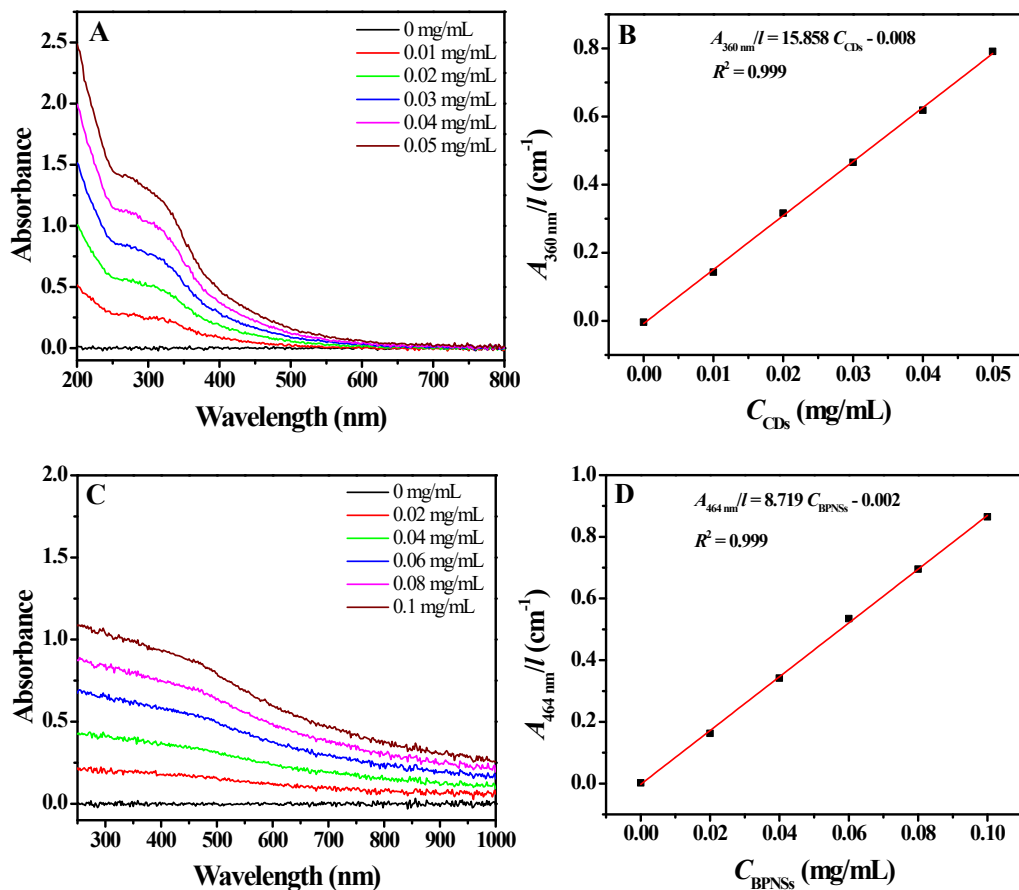 A
0 mg/mL
0.01 mg/mL
0.02 mg/mL
0.03 mg/mL
0.04 mg/mL
0.05 mg/mL
2.5
2.0
1.5
1.0
0.5
0.0
200 300 400 500 600 700 800
Absorbance
Wavelength (nm)
B
A360 nm/l = 15.858 CCDs - 0.008
R² = 0.999
0.8
0.6
0.4
0.2
0.0
0.00 0.01 0.02 0.03 0.04 0.05
A360 nm/l (cm⁻¹)
CCDs (mg/mL)
C
0 mg/mL
0.02 mg/mL
0.04 mg/mL
0.06 mg/mL
0.08 mg/mL
0.1 mg/mL
2.0
1.5
1.0
0.5
0.0
300 400 500 600 700 800 900 1000
Absorbance
Wavelength (nm)
D
A464 nm/l = 8.719 CBPNSs - 0.002
R² = 0.999
1.0
0.8
0.6
0.4
0.2
0.0
0.00 0.02 0.04 0.06 0.08 0.10
A464 nm/l (cm⁻¹)
CBPNSs (mg/mL)